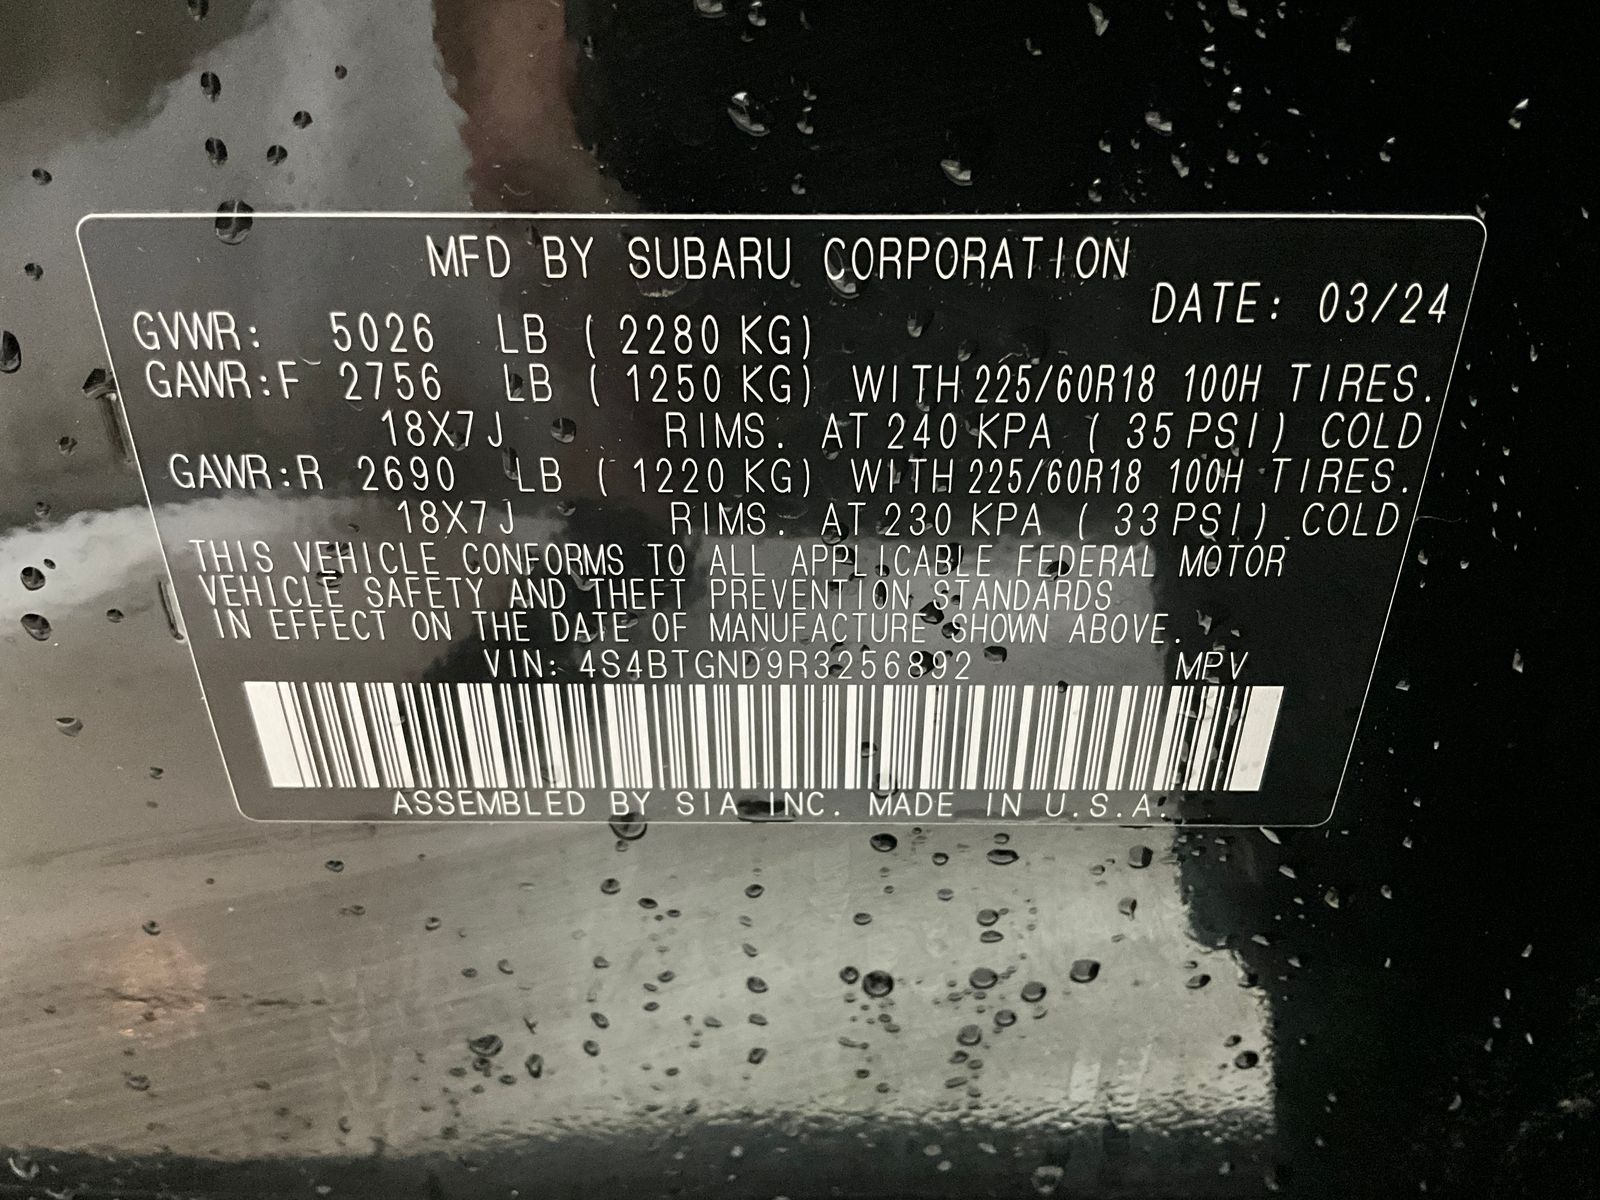 MFD BY SUBARU CORPORATION
DATE: 03/24
GVWR: 5026 LB ( 2280 KG)
GAWR:F 2756 LB ( 1250 KG) WITH 225/60R18 100H TIRES.
18X7J RIMS. AT 240 KPA ( 35 PSI) COLD
GAWR:R 2690 LB ( 1220 KG) WITH 225/60R18 100H TIRES.
18X7J RIMS. AT 230 KPA ( 33 PSI) COLD
THIS VEHICLE CONFORMS TO ALL APPLICABLE FEDERAL MOTOR
VEHICLE SAFETY AND THEFT PREVENTION STANDARDS
IN EFFECT ON THE DATE OF MANUFACTURE SHOWN ABOVE.
VIN: 4S4BTGND9R3256892 MPV
ASSEMBLED BY SIA INC. MADE IN U.S.A.